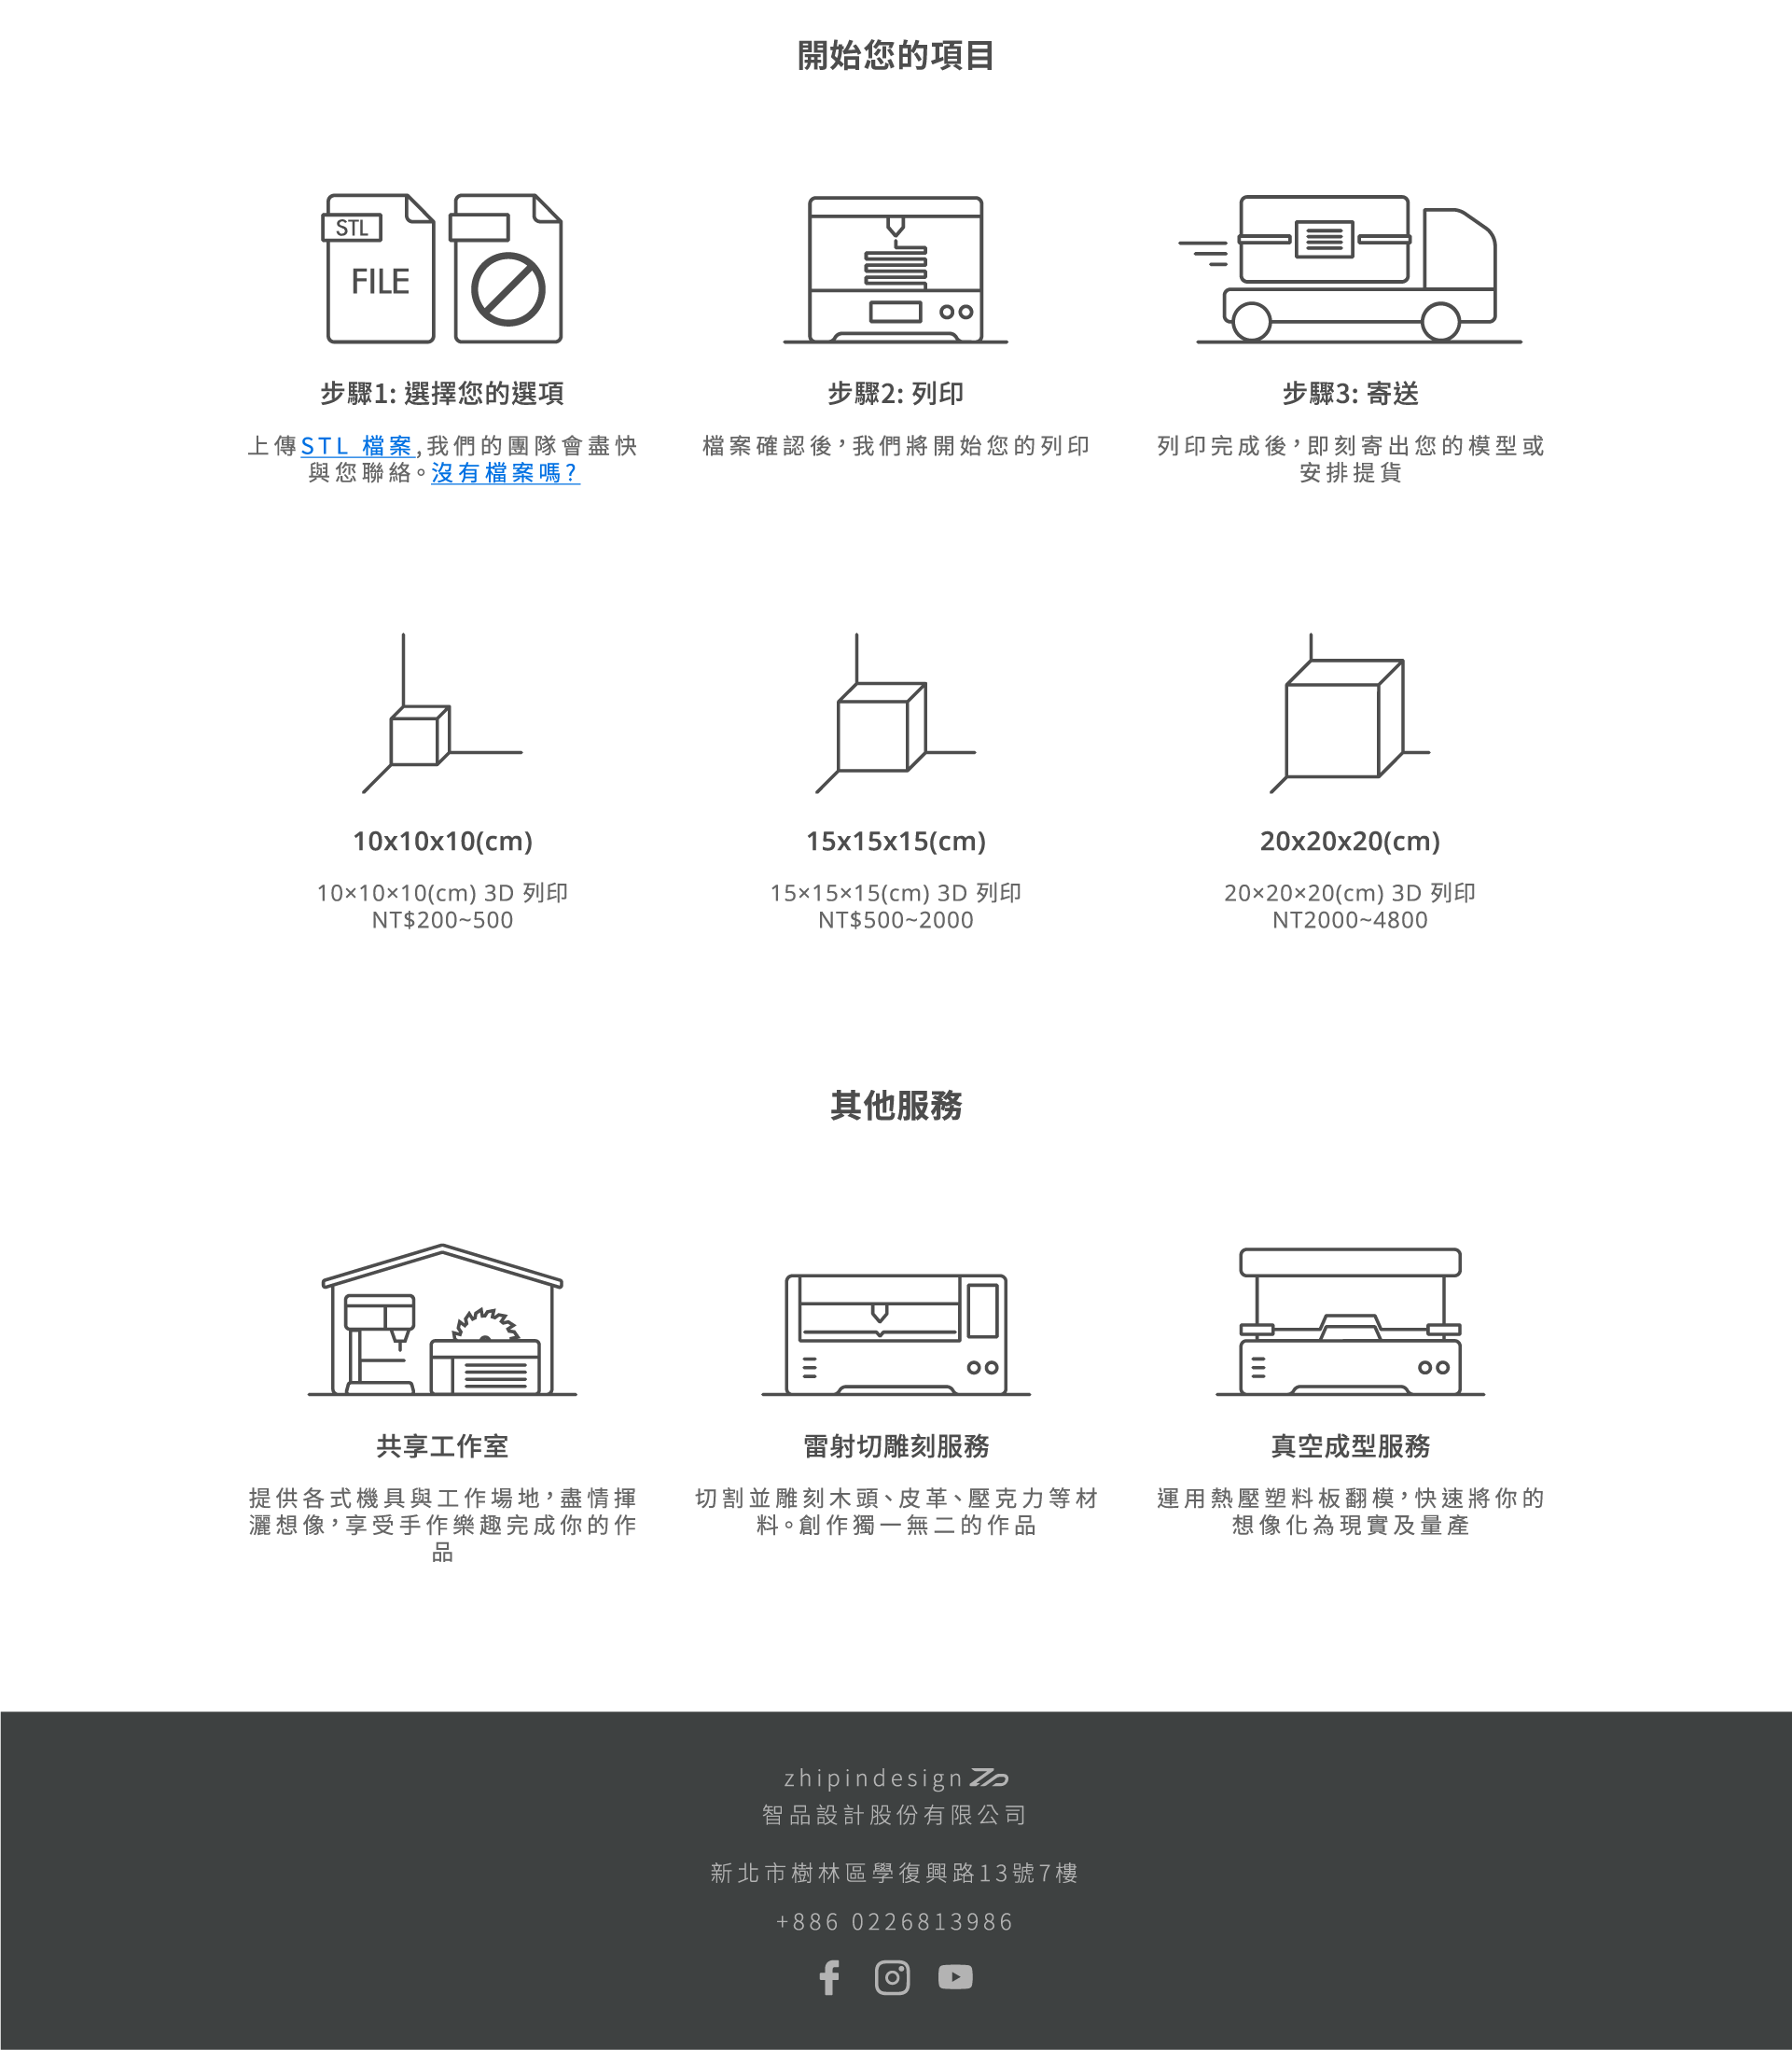 開始您的項目
STL
FILE
步驟1: 選擇您的選項
上傳STL 檔案,我們的團隊會盡快
與您聯絡。沒有檔案嗎?
步驟2: 列印
檔案確認後，我們將開始您的列印
步驟3: 寄送
列印完成後，即刻寄出您的模型或
安排提貨
10x10x10(cm)
10×10×10(cm) 3D 列印
NT$200~500
15x15x15(cm)
15×15×15(cm) 3D 列印
NT$500~2000
20x20x20(cm)
20×20×20(cm) 3D 列印
NT2000~4800
其他服務
共享工作室
提供各式機具與工作場地，盡情揮
灑想像，享受手作樂趣完成你的作
品
雷射切雕刻服務
切割並雕刻木頭、皮革、壓克力等材
料。創作獨一無二的作品
真空成型服務
運用熱壓塑料板翻模，快速將你的
想像化為現實及量產
zhipindesign
智品設計股份有限公司
新北市樹林區學復興路13號7樓
+886 0226813986